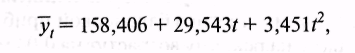 ȳₜ = 158,406 + 29,543t + 3,451t²,